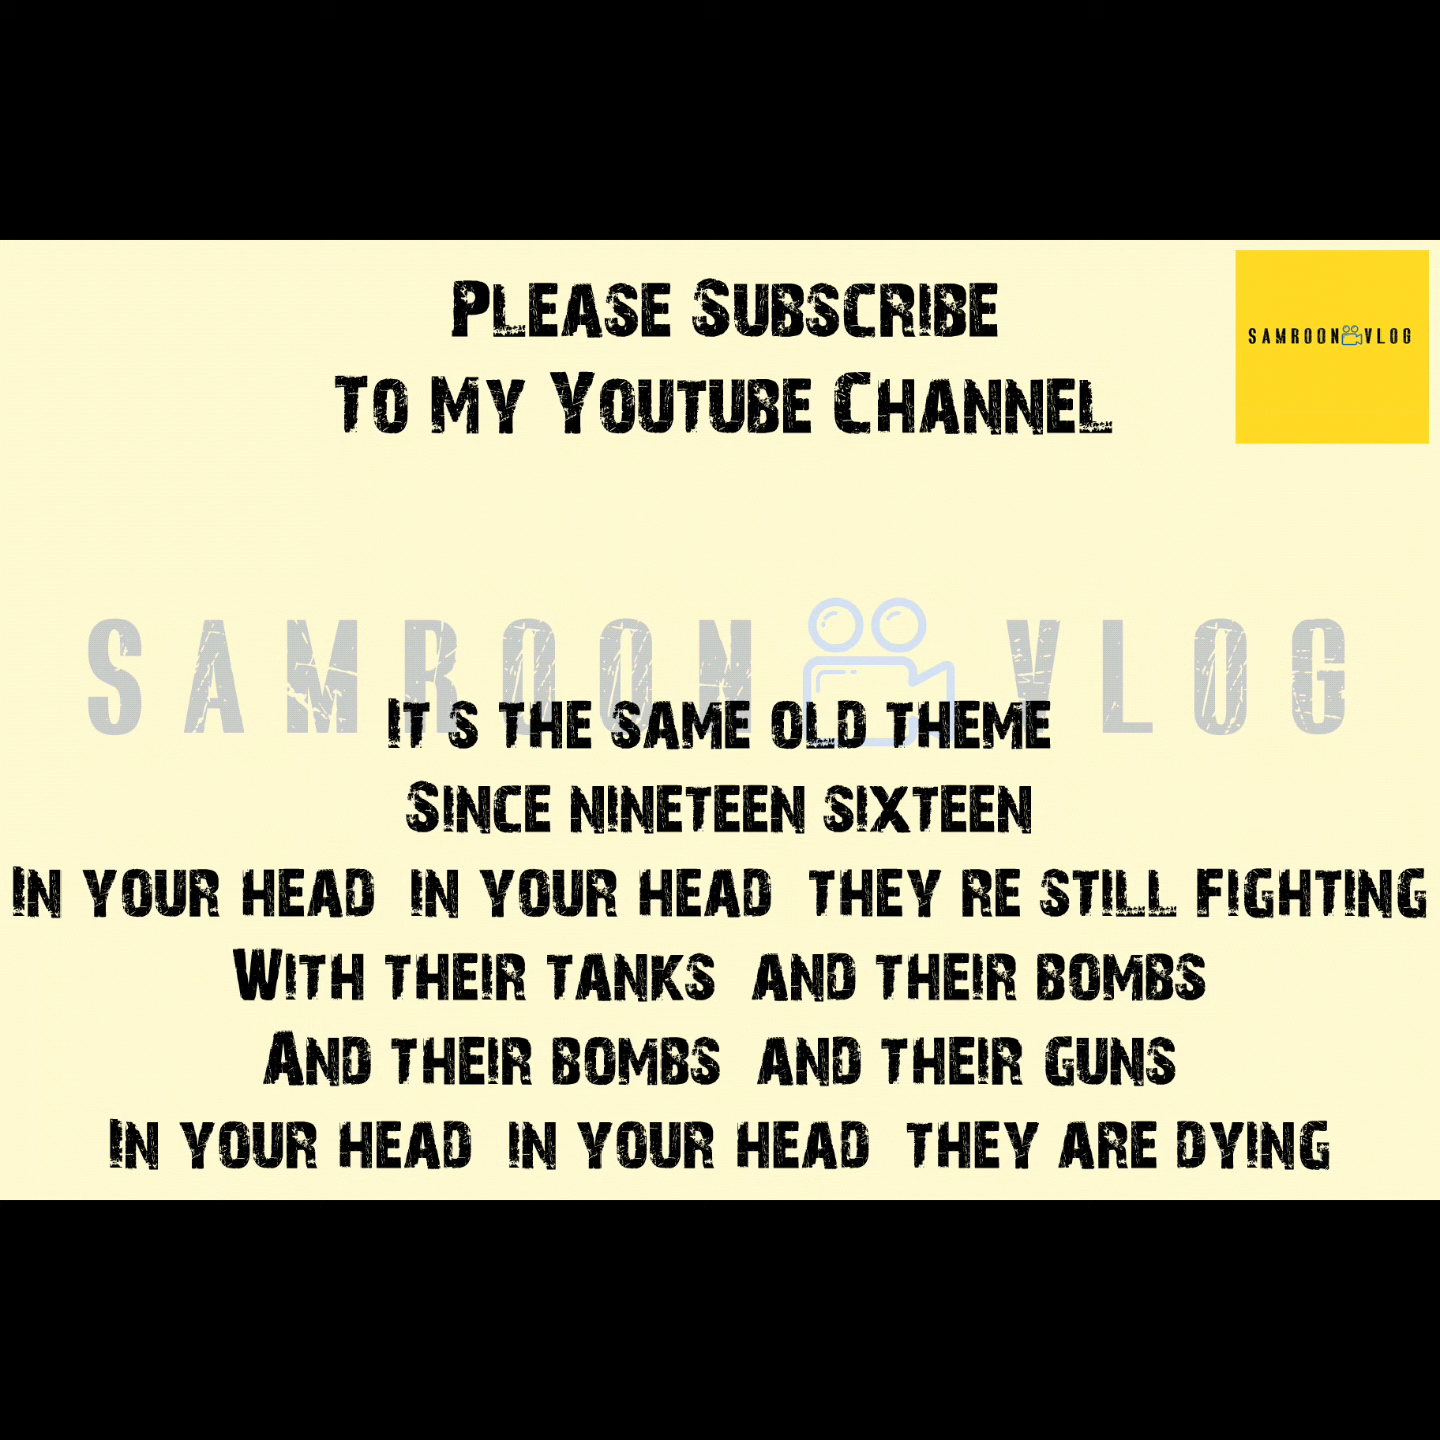 Please Subscribe
To My Youtube Channel
SAMROON VLOG
SAMROON VLOG
It s the same old theme
Since nineteen sixteen
In your head in your head they re still fighting
With their tanks and their bombs
And their bombs and their guns
In your head in your head they are dying